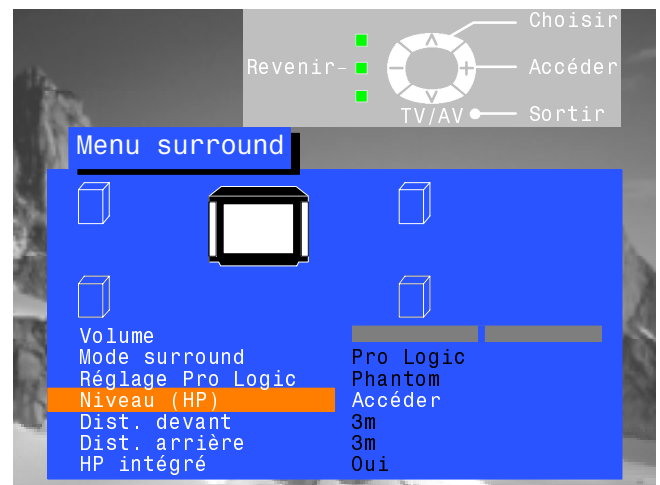 Choisir
Revenir- Accéder
TV/AV Sortir
Menu surround
Volume
Mode surround Pro Logic
Réglage Pro Logic Phantom
Niveau (HP) Accéder
Dist. devant 3m
Dist. arrière 3m
HP intégré Oui